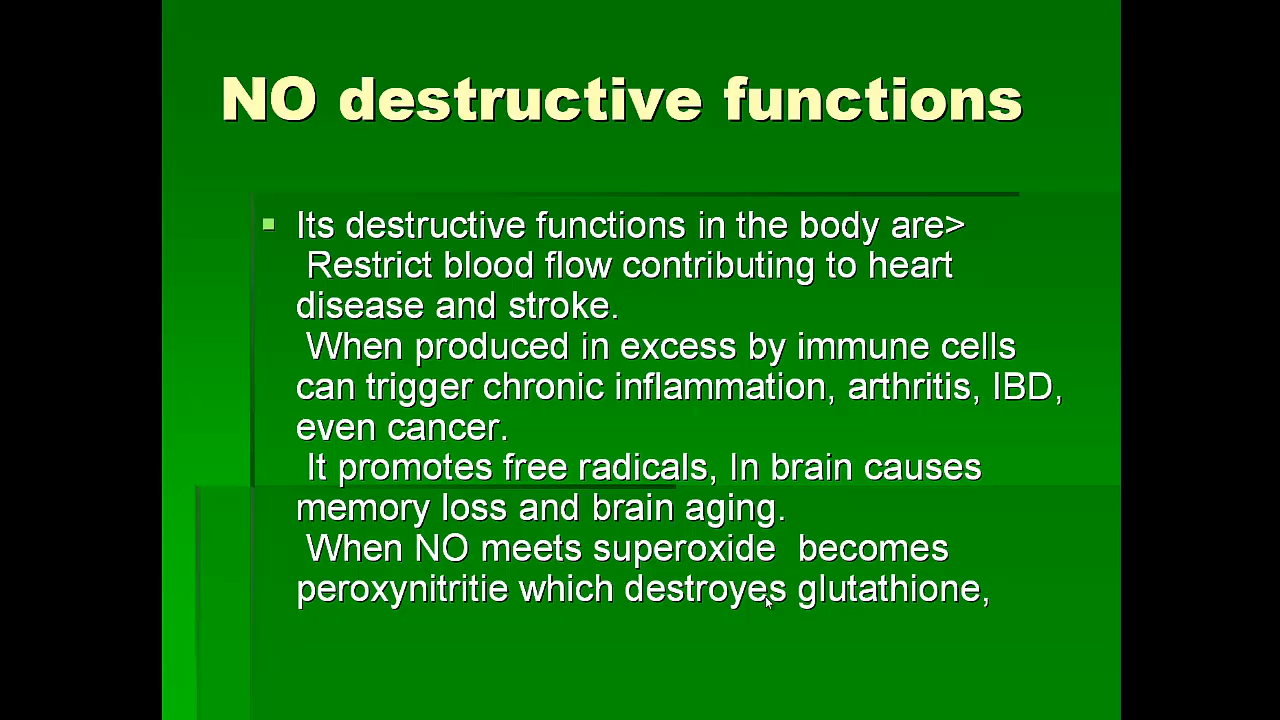 NO destructive functions
Its destructive functions in the body are>
Restrict blood flow contributing to heart
disease and stroke.
When produced in excess by immune cells
can trigger chronic inflammation, arthritis, IBD,
even cancer.
It promotes free radicals, In brain causes
memory loss and brain aging.
When NO meets superoxide  becomes
peroxynitritie which destroyes glutathione,